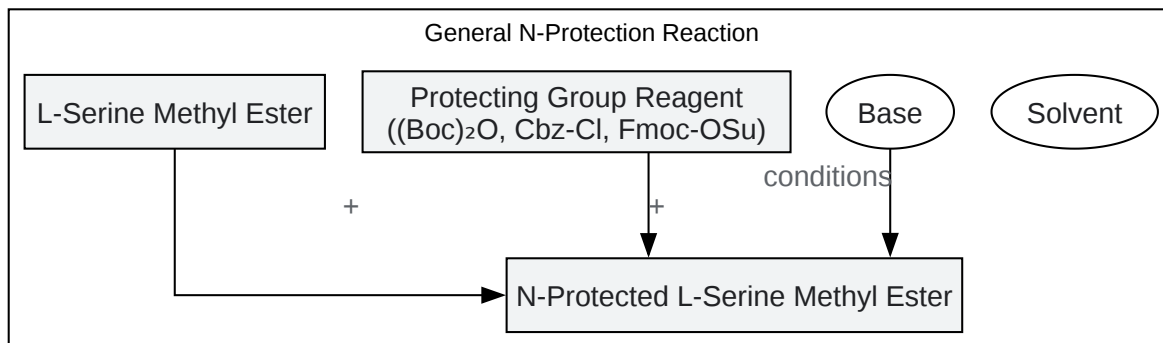 General N-Protection Reaction
L-Serine Methyl Ester
Protecting Group Reagent
((Boc)₂O, Cbz-Cl, Fmoc-OSu)
Base
Solvent
conditions
+
+
N-Protected L-Serine Methyl Ester